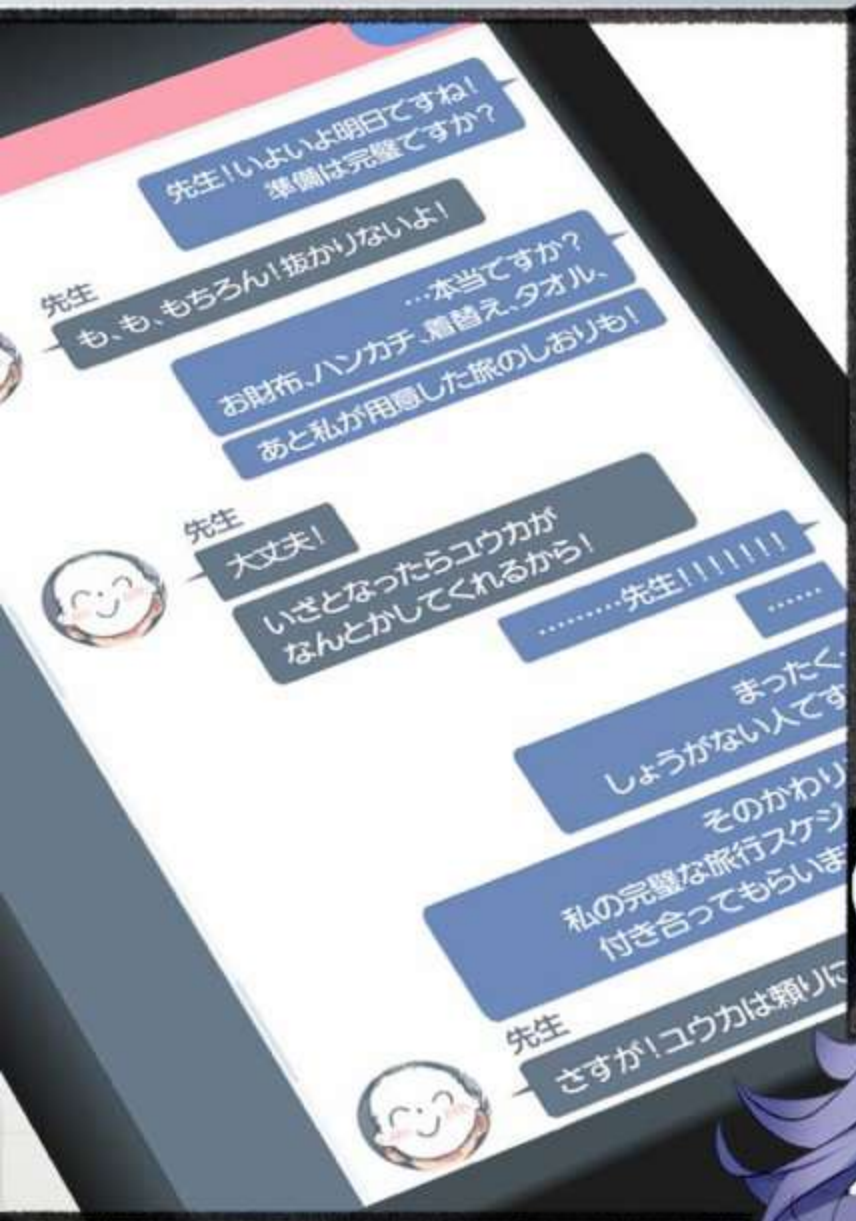 先生!いよいよ明日ですね!
準備は完璧ですか?
先生
も、も、もちろん!抜かりないよ!
…本当ですか?
お財布、ハンカチ、着替え、タオル、
あと私が用意した旅のしおりも!
先生
大丈夫!
いざとなったらユウカが
なんとかしてくれるから!
………先生!!!!!!!
……
まったく、
しょうがない人です
そのかわり
私の完璧な旅行スケジ
付き合ってもらいま
先生
さすが!ユウカは頼りに